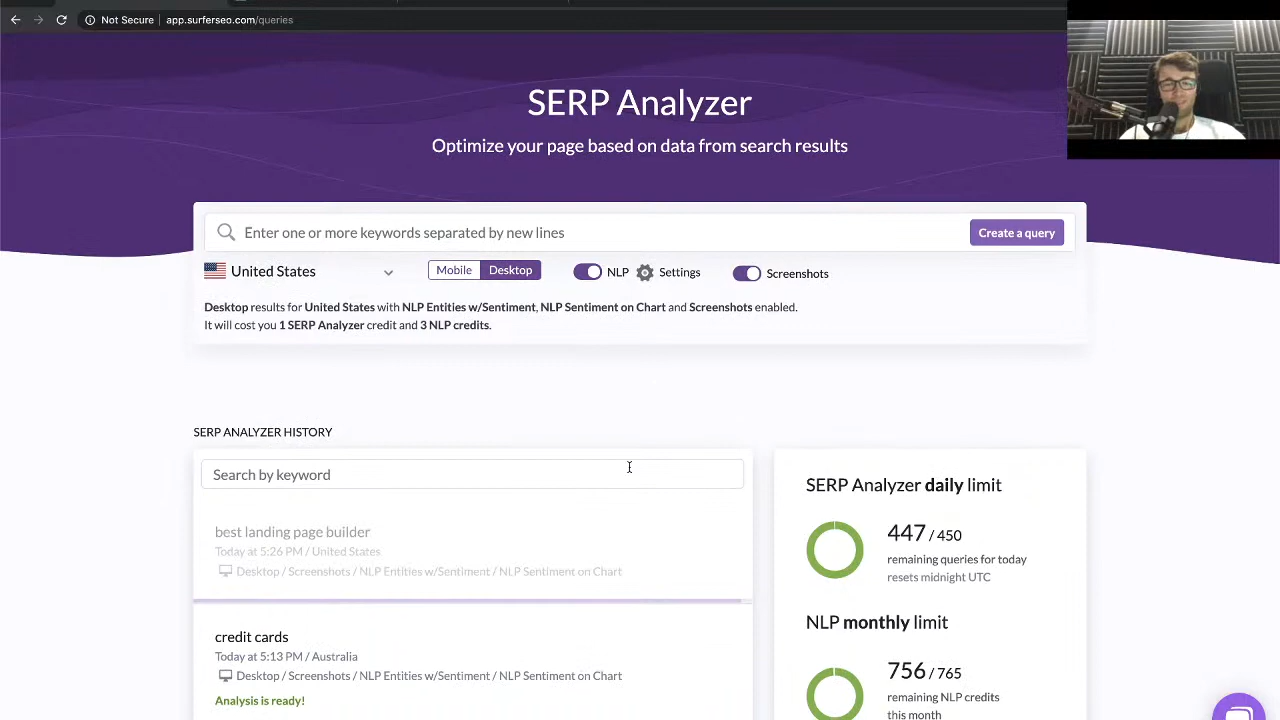 Not Secure app.surferseo.com/queries
SERP Analyzer
Optimize your page based on data from search results
Enter one or more keywords separated by new lines
Create a query
United States
Mobile Desktop
NLP Settings
Screenshots
Desktop results for United States with NLP Entities w/Sentiment, NLP Sentiment on Chart and Screenshots enabled.
It will cost you 1 SERP Analyzer credit and 3 NLP credits.
SERP ANALYZER HISTORY
Search by keyword
best landing page builder
Today at 5:26 PM / United States
Desktop / Screenshots / NLP Entities w/Sentiment / NLP Sentiment on Chart
credit cards
Today at 5:13 PM / Australia
Desktop / Screenshots / NLP Entities w/Sentiment / NLP Sentiment on Chart
Analysis is ready!
SERP Analyzer daily limit
447 / 450
remaining queries for today
resets midnight UTC
NLP monthly limit
756 / 765
remaining NLP credits
this month